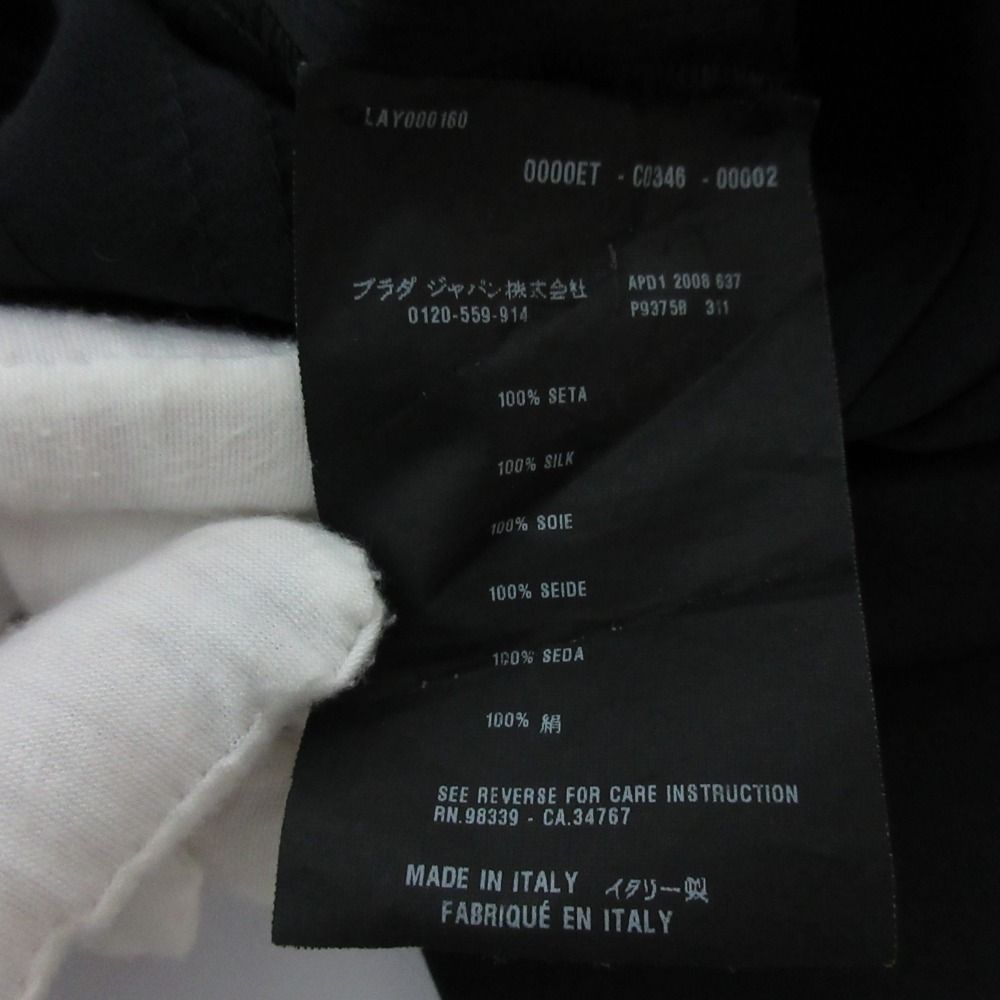 LAY000160
0000ET - C0346 - 00002
プラダ ジャパン株式会社 APD1 2008 637
0120-559-914 P9375B 311
100% SETA
100% SILK
100% SOIE
100% SEIDE
100% SEDA
100% 絹
SEE REVERSE FOR CARE INSTRUCTION
RN.98339 - CA.34767
MADE IN ITALY イタリー製
FABRIQUÉ EN ITALY